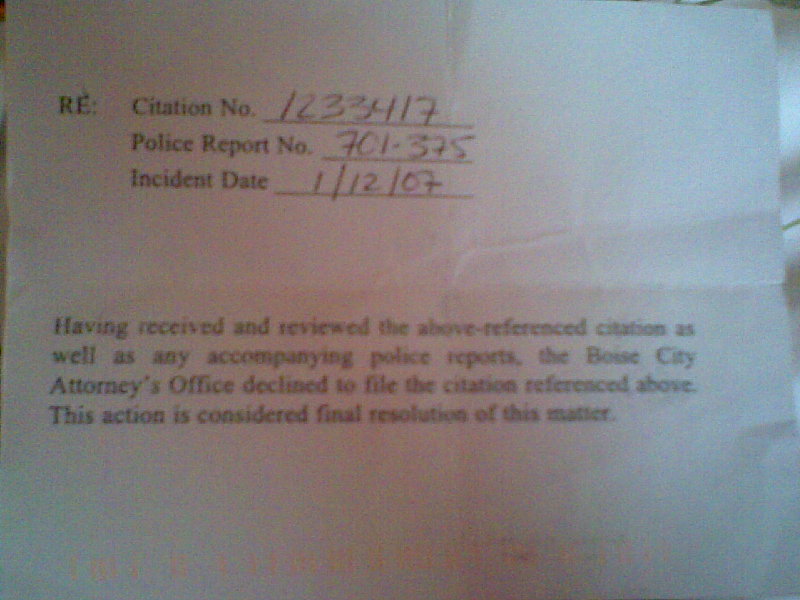 RE: Citation No. 1233417
Police Report No. 701-375
Incident Date 1/12/07
Having received and reviewed the above-referenced citation as
well as any accompanying police reports, the Boise City
Attorney's Office declined to file the citation referenced above.
This action is considered final resolution of this matter.